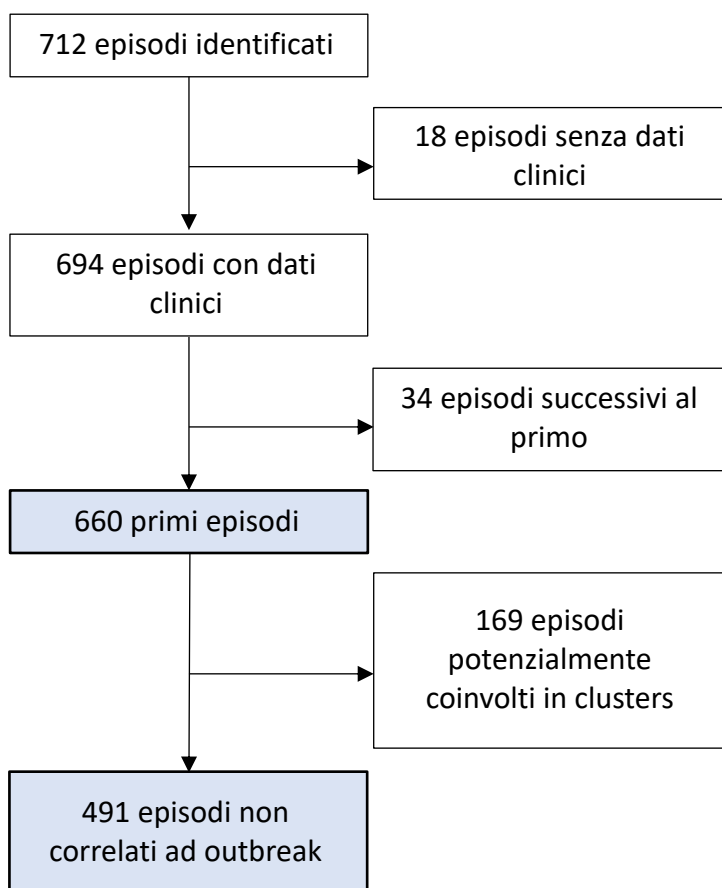 712 episodi identificati
18 episodi senza dati
clinici
694 episodi con dati
clinici
34 episodi successivi al
primo
660 primi episodi
169 episodi
potenzialmente
coinvolti in clusters
491 episodi non
correlati ad outbreak